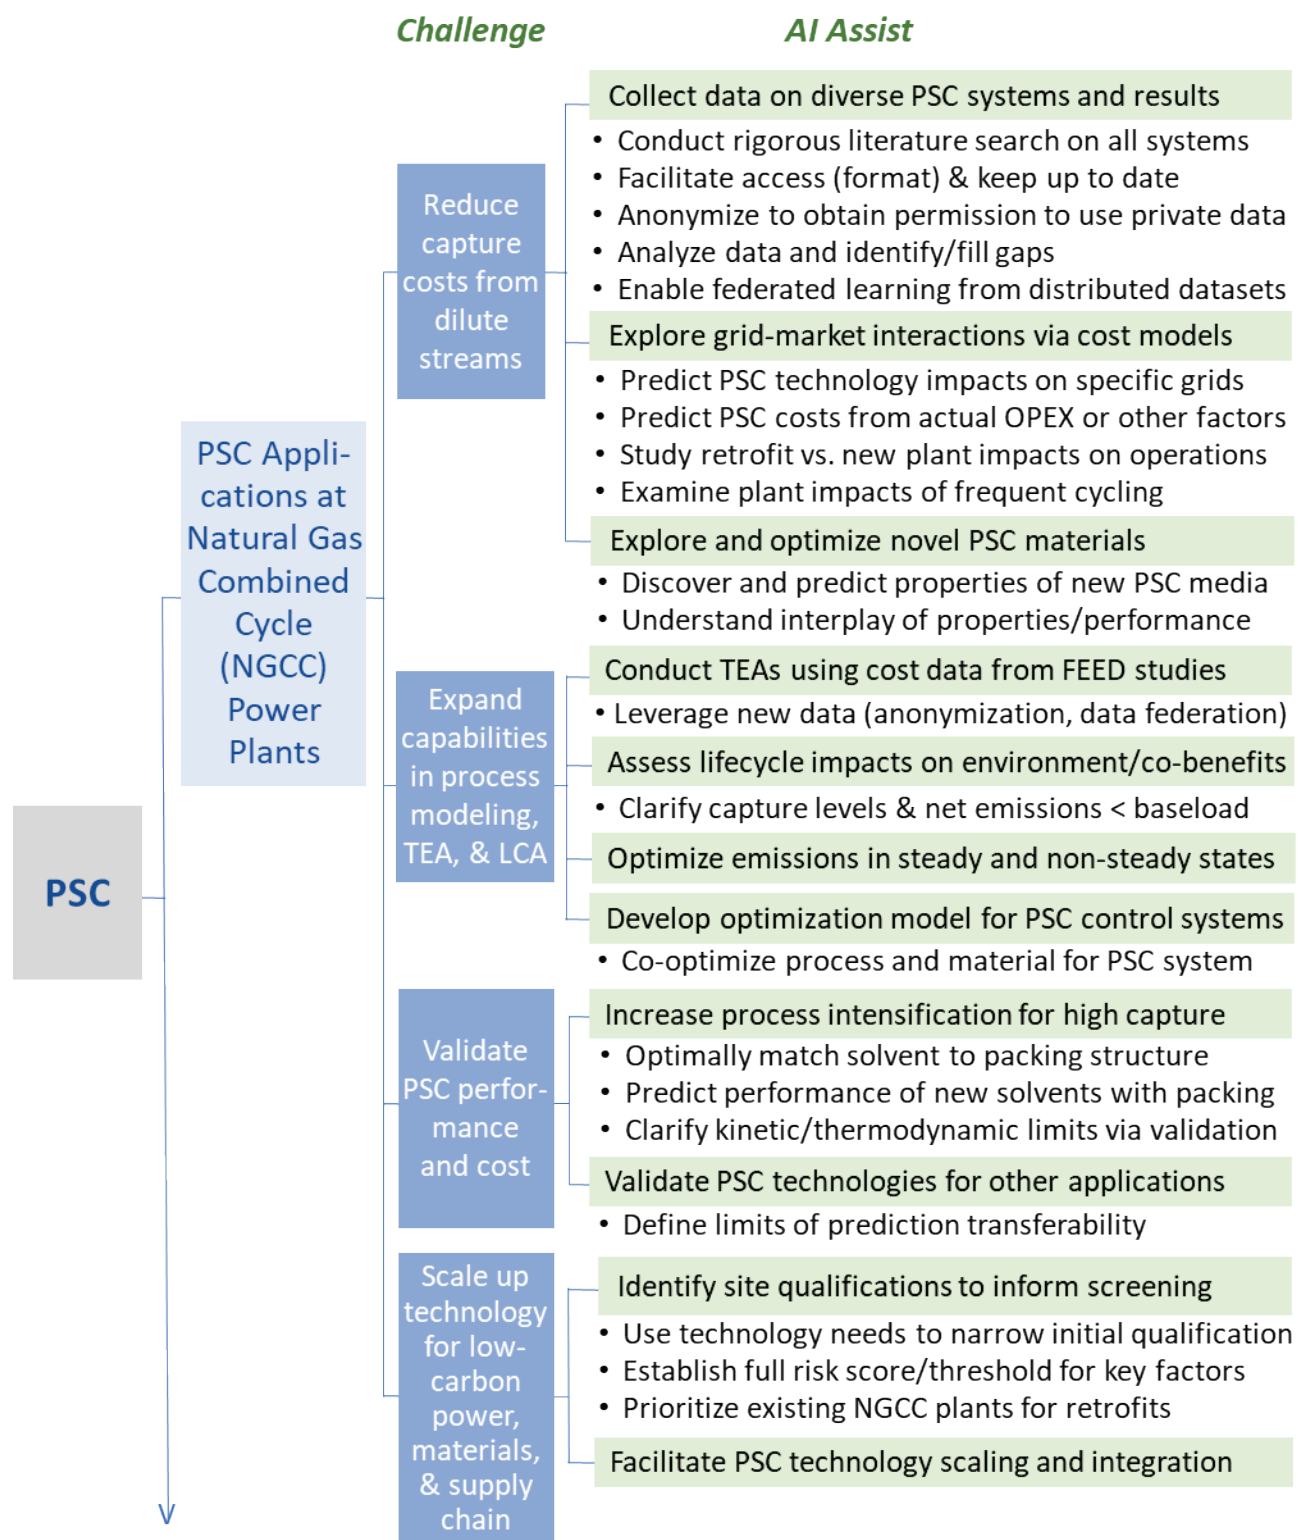 Challenge
AI Assist
PSC
PSC Appli-
cations at
Natural Gas
Combined
Cycle
(NGCC)
Power
Plants
Reduce
capture
costs from
dilute
streams
Collect data on diverse PSC systems and results
• Conduct rigorous literature search on all systems
• Facilitate access (format) & keep up to date
• Anonymize to obtain permission to use private data
• Analyze data and identify/fill gaps
• Enable federated learning from distributed datasets
Explore grid-market interactions via cost models
• Predict PSC technology impacts on specific grids
• Predict PSC costs from actual OPEX or other factors
• Study retrofit vs. new plant impacts on operations
• Examine plant impacts of frequent cycling
Explore and optimize novel PSC materials
• Discover and predict properties of new PSC media
• Understand interplay of properties/performance
Expand
capabilities
in process
modeling,
TEA, & LCA
Conduct TEAs using cost data from FEED studies
• Leverage new data (anonymization, data federation)
Assess lifecycle impacts on environment/co-benefits
• Clarify capture levels & net emissions < baseload
Optimize emissions in steady and non-steady states
Develop optimization model for PSC control systems
• Co-optimize process and material for PSC system
Validate
PSC perfor-
mance
and cost
Increase process intensification for high capture
• Optimally match solvent to packing structure
• Predict performance of new solvents with packing
• Clarify kinetic/thermodynamic limits via validation
Validate PSC technologies for other applications
• Define limits of prediction transferability
Scale up
technology
for low-
carbon
power,
materials,
& supply
chain
Identify site qualifications to inform screening
• Use technology needs to narrow initial qualification
• Establish full risk score/threshold for key factors
• Prioritize existing NGCC plants for retrofits
Facilitate PSC technology scaling and integration